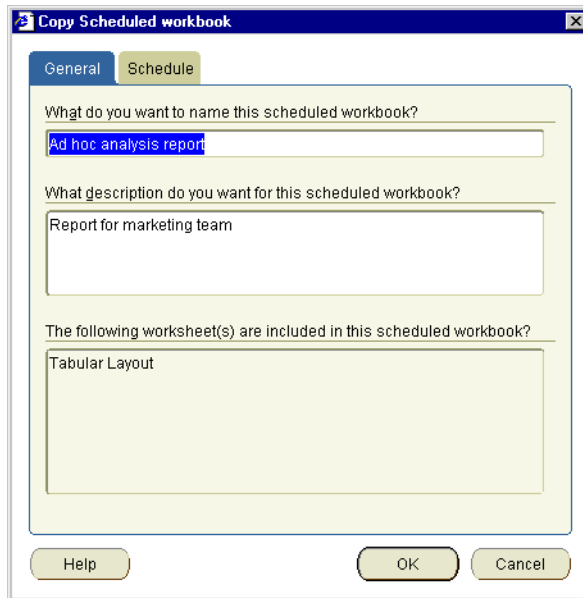 Copy Scheduled workbook
General Schedule
What do you want to name this scheduled workbook?
Ad hoc analysis report
What description do you want for this scheduled workbook?
Report for marketing team
The following worksheet(s) are included in this scheduled workbook?
Tabular Layout
Help OK Cancel